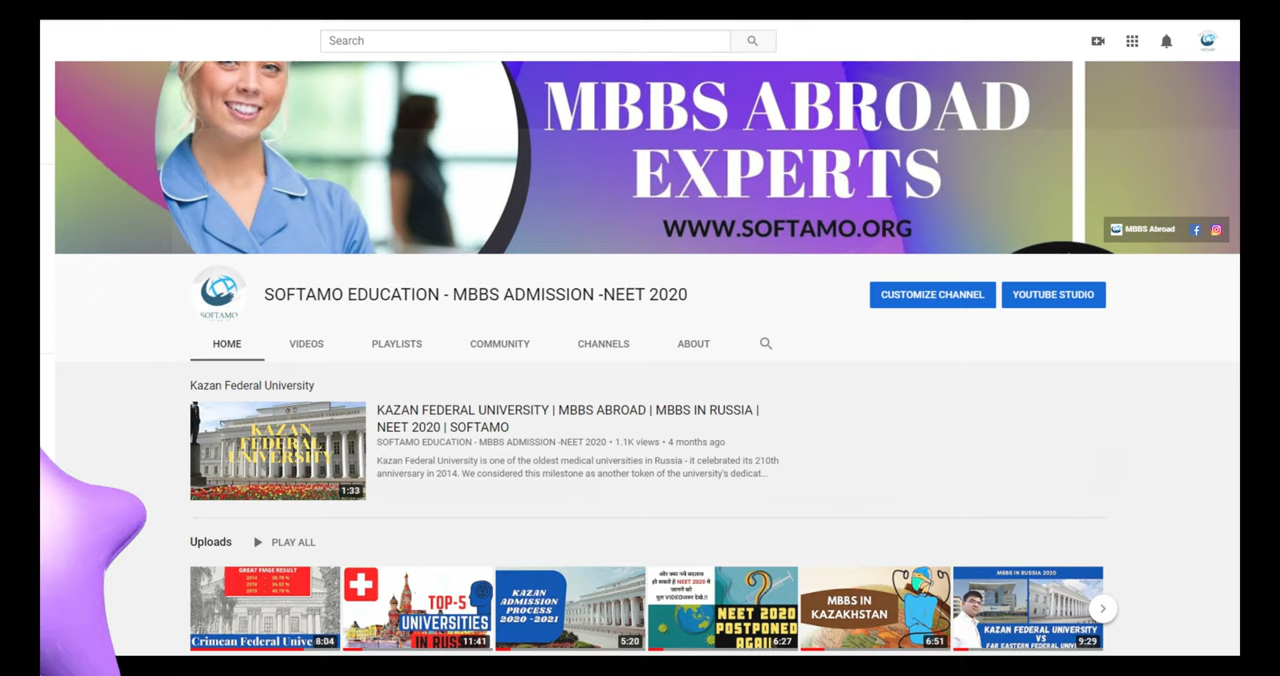 Search
MBBS ABROAD
EXPERTS
WWW.SOFTAMO.ORG
MBBS Abroad
SOFTAMO
SOFTAMO EDUCATION - MBBS ADMISSION -NEET 2020
CUSTOMIZE CHANNEL
YOUTUBE STUDIO
HOME VIDEOS PLAYLISTS COMMUNITY CHANNELS ABOUT
Kazan Federal University
KAZAN
FEDERAL
UNIVERSITY
1:33
KAZAN FEDERAL UNIVERSITY | MBBS ABROAD | MBBS IN RUSSIA |
NEET 2020 | SOFTAMO
SOFTAMO EDUCATION - MBBS ADMISSION -NEET 2020 • 1.1K views • 4 months ago
Kazan Federal University is one of the oldest medical universities in Russia - it celebrated its 210th
anniversary in 2014. We considered this milestone as another token of the university's dedicat...
Uploads PLAY ALL
GREAT FMGE RESULT
Crimean Federal Unive
8:04
TOP-5
UNIVERSITIES
IN RUSS
11:41
KAZAN
ADMISSION
PROCESS
2020 -2021
5:20
NEET 2020
POSTPONED
AGAIN
6:27
MBBS IN
KAZAKHSTAN
6:51
MBBS IN RUSSIA 2020
KAZAN FEDERAL UNIVERSITY
VS
FAR EASTERN FEDERAL UNIV
9:29